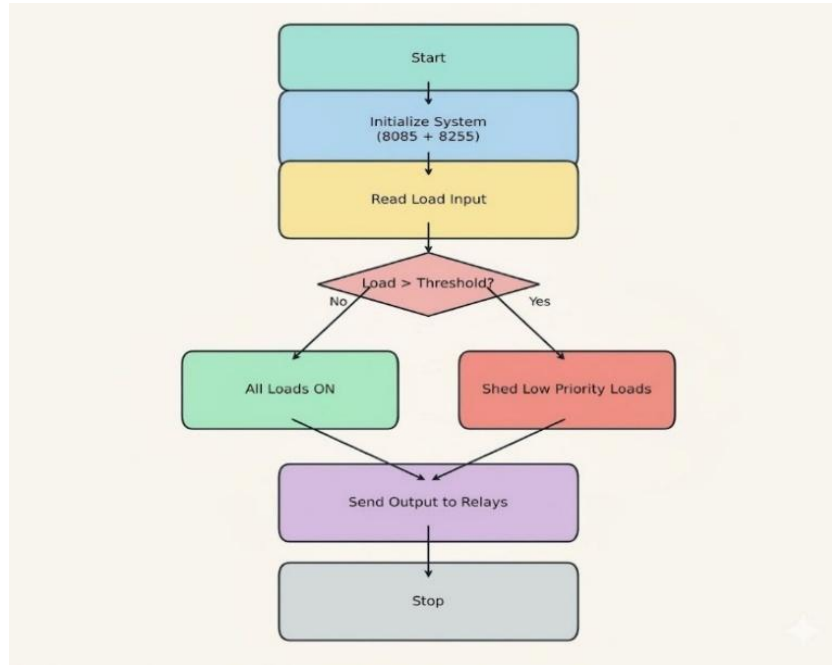 Start
Initialize System
(8085 + 8255)
Read Load Input
Load > Threshold?
No
Yes
All Loads ON
Shed Low Priority Loads
Send Output to Relays
Stop